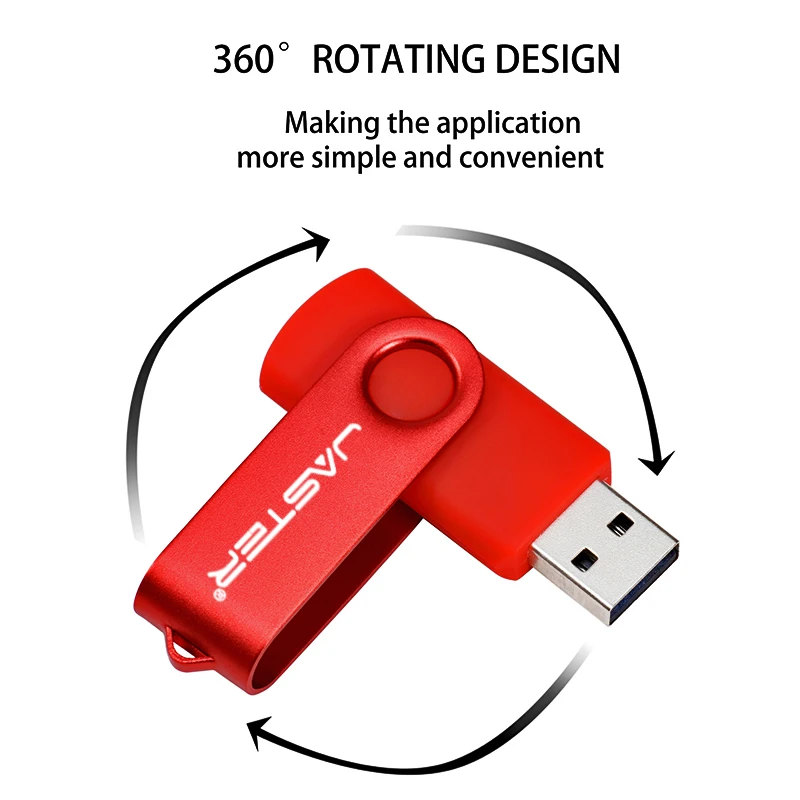 360° ROTATING DESIGN
Making the application
more simple and convenient
JASTER®